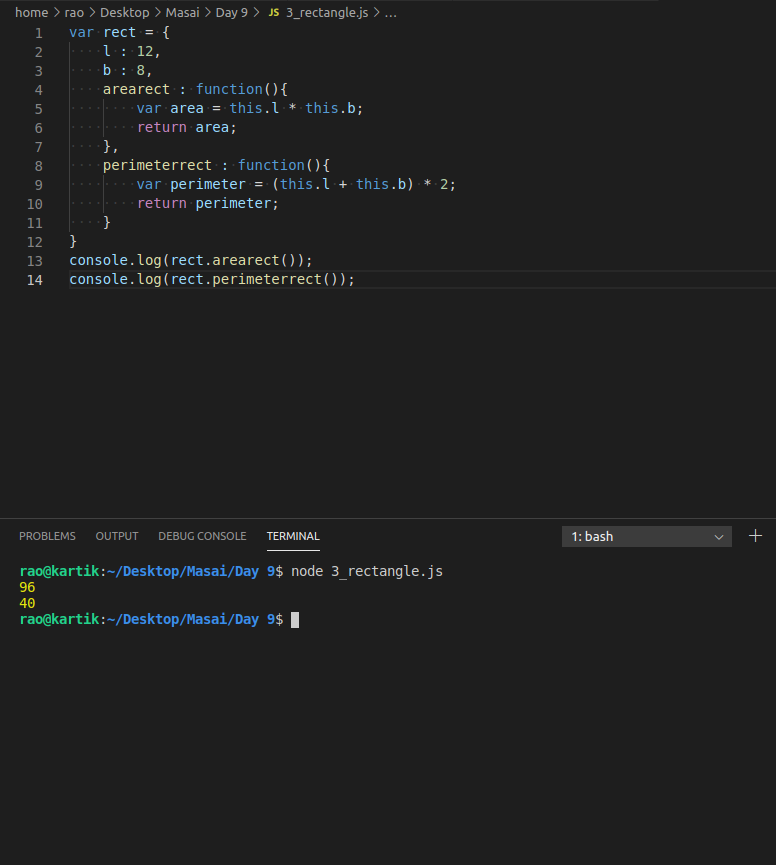 home > rao > Desktop > Masai > Day 9 > JS 3_rectangle.js > ...
1 var rect = {
2     l : 12,
3     b : 8,
4     arearect : function(){
5         var area = this.l * this.b;
6         return area;
7     },
8     perimeterrect : function(){
9         var perimeter = (this.l + this.b) * 2;
10         return perimeter;
11     }
12 }
13 console.log(rect.arearect());
14 console.log(rect.perimeterrect());
PROBLEMS OUTPUT DEBUG CONSOLE TERMINAL 1: bash
rao@kartik:~/Desktop/Masai/Day 9$ node 3_rectangle.js
96
40
rao@kartik:~/Desktop/Masai/Day 9$